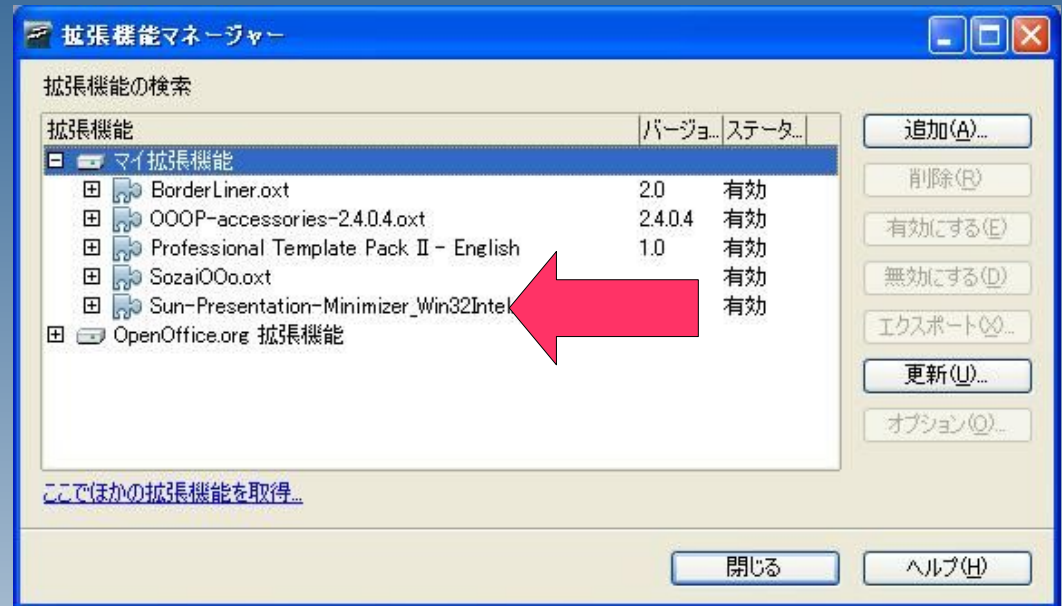 拡張機能マネージャー
拡張機能の検索
拡張機能 バージョ... ステータ...
マイ拡張機能
BorderLiner.oxt 2.0 有効
OOOP-accessories-2.4.0.4.oxt 2.4.0.4 有効
Professional Template Pack II - English 1.0 有効
SozaiOOo.oxt 有効
Sun-Presentation-Minimizer_Win32Intel 有効
OpenOffice.org 拡張機能
追加(A)...
削除(R)
有効にする(E)
無効にする(D)
エクスポート(X)...
更新(U)...
オプション(O)...
ここでほかの拡張機能を取得...
閉じる
ヘルプ(H)